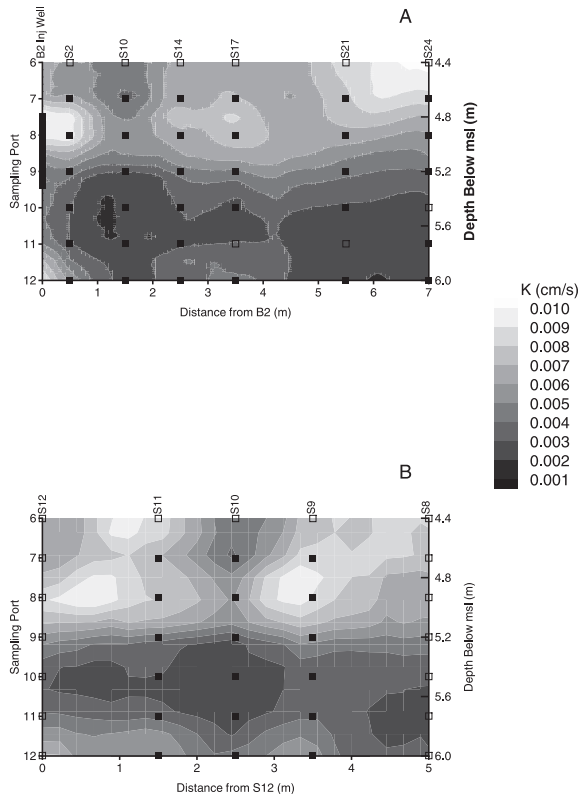 A
B2 Inj Well
S2
S10
S14
S17
S21
S24
6
7
8
9
10
11
12
Sampling Port
4.4
4.8
5.2
5.6
6.0
Depth Below msl (m)
0 1 2 3 4 5 6 7
Distance from B2 (m)
K (cm/s)
0.010
0.009
0.008
0.007
0.006
0.005
0.004
0.003
0.002
0.001
B
S12
S11
S10
S9
S8
6
7
8
9
10
11
12
Sampling Port
4.4
4.8
5.2
5.6
6.0
Depth Below msl (m)
0 1 2 3 4 5
Distance from S12 (m)